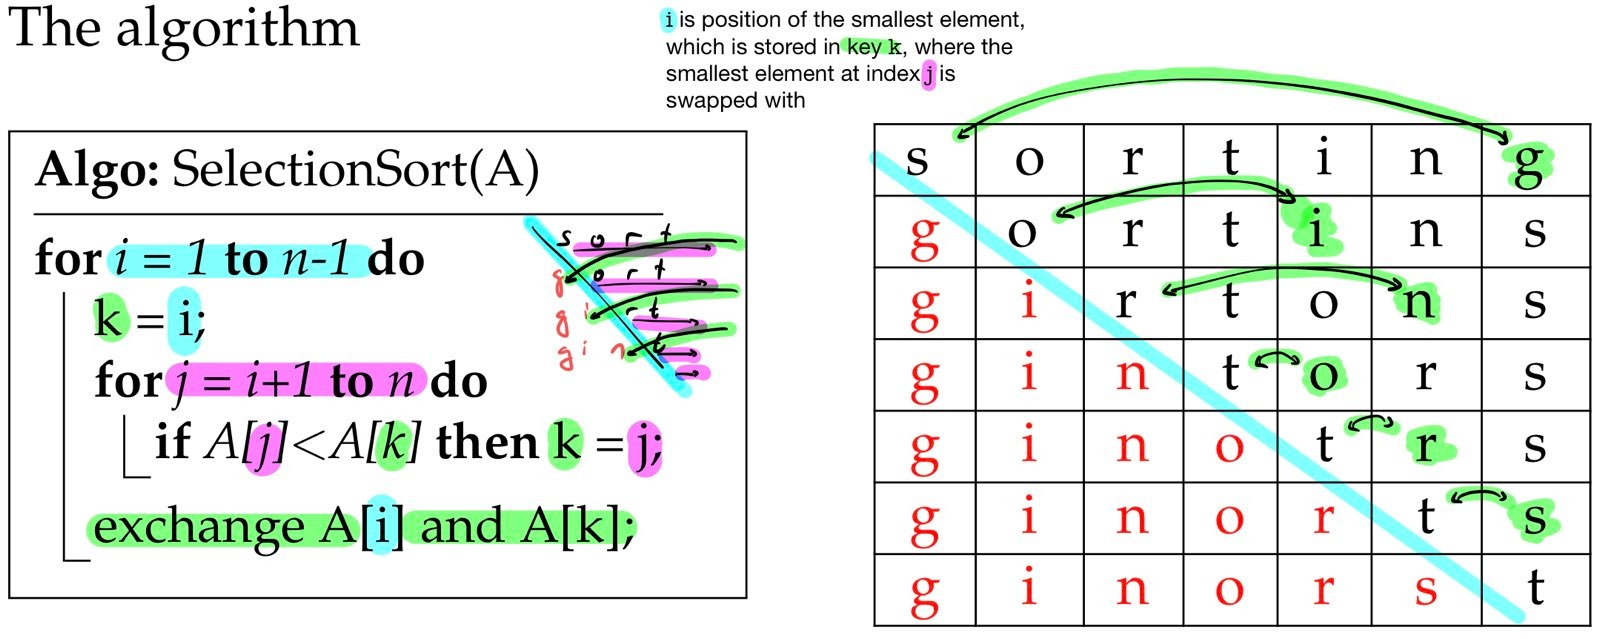 The algorithm
i is position of the smallest element,
which is stored in key k, where the
smallest element at index j is
swapped with
Algo: SelectionSort(A)
for i = 1 to n-1 do
k = i;
for j = i+1 to n do
if A[j]<A[k] then k = j;
exchange A[i] and A[k];
s o r t
g o r t
g i r t
g i n t
s o r t i n g
g o r t i n s
g i r t o n s
g i n t o r s
g i n o t r s
g i n o r t s
g i n o r s t